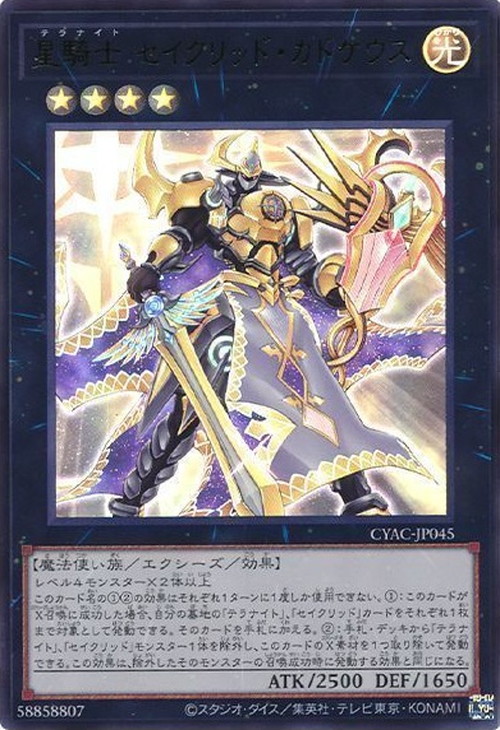 テラナイト
星騎士 セイクリッド・カドケウス
光
CYAC-JP045
【魔法使い族/エクシーズ/効果】
レベル4モンスター×2体以上
このカード名の①②の効果はそれぞれ1ターンに1度しか使用できない。①:このカードが
X召喚に成功した場合、自分の墓地の「テラナイト」、「セイクリッド」カードをそれぞれ1枚
まで対象として発動できる。そのカードを手札に加える。②:手札・デッキから「テラナ
イト」、「セイクリッド」モンスター1体を除外し、このカードのX素材を1つ取り除いて発動
できる。この効果は、除外したそのモンスターの召喚成功時に発動する効果と同じになる。
ATK/2500 DEF/1650
58858807
©スタジオ・ダイス/集英社・テレビ東京・KONAMI